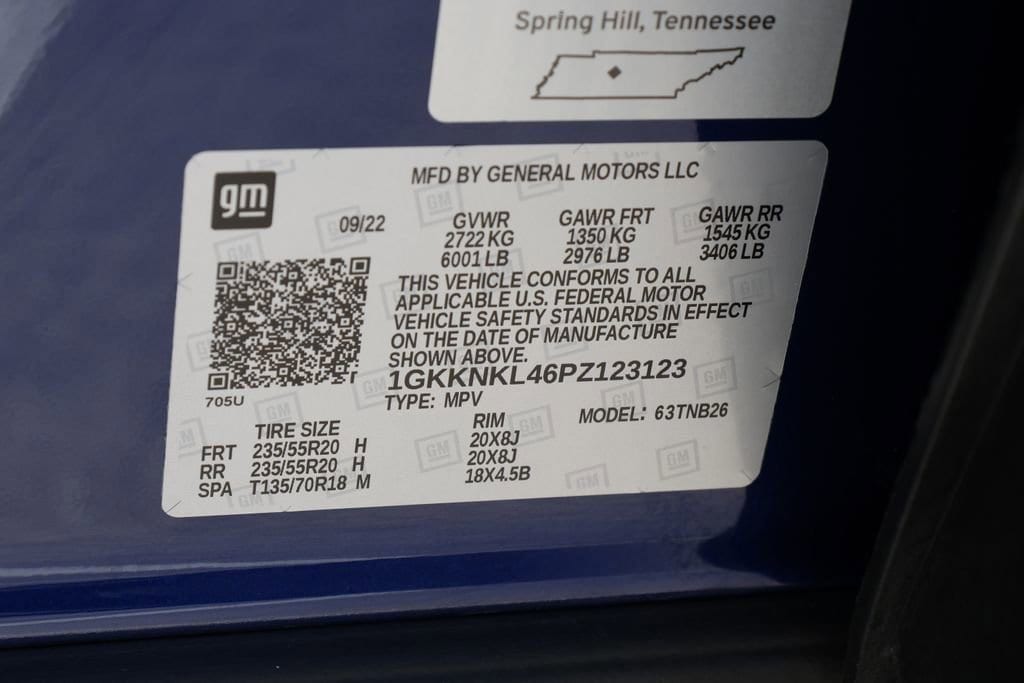 Spring Hill, Tennessee
gm
MFD BY GENERAL MOTORS LLC
09/22
GVWR GAWR FRT GAWR RR
2722 KG 1350 KG 1545 KG
6001 LB 2976 LB 3406 LB
THIS VEHICLE CONFORMS TO ALL
APPLICABLE U.S. FEDERAL MOTOR
VEHICLE SAFETY STANDARDS IN EFFECT
ON THE DATE OF MANUFACTURE
SHOWN ABOVE.
1GKKNKL46PZ123123
705U
TYPE: MPV
MODEL: 63TNB26
TIRE SIZE RIM
FRT 235/55R20 H 20X8J
RR 235/55R20 H 20X8J
SPA T135/70R18 M 18X4.5B